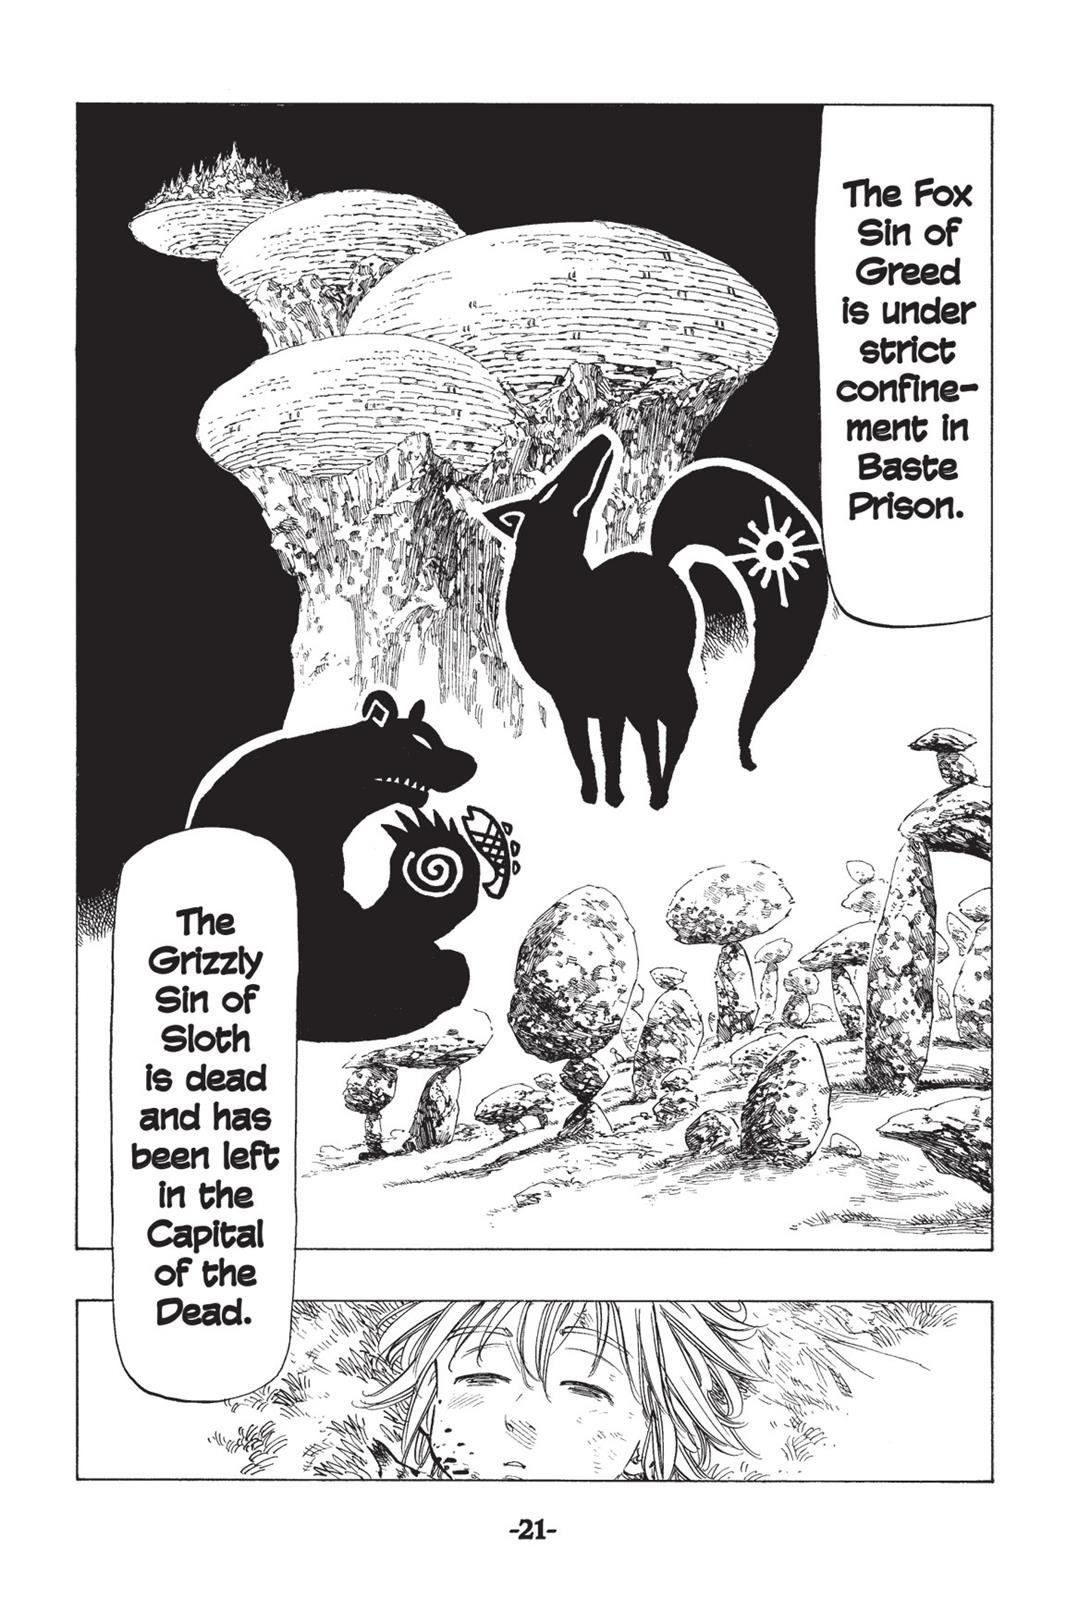 The Fox
Sin of
Greed
is under
strict
confine-
ment in
Baste
Prison.
The
Grizzly
Sin of
Sloth
is dead
and has
been left
in the
Capital
of the
Dead.
-21-